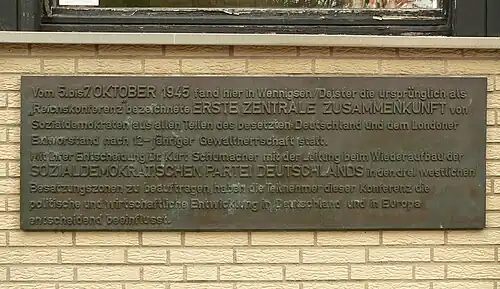 Vom 5. bis 7. OKTOBER 1945 fand hier in Wennigsen/Deister die ursprünglich als
„Reichskonferenz" bezeichnete ERSTE ZENTRALE ZUSAMMENKUNFT von
Sozialdemokraten aus allen Teilen des besetzten Deutschland und dem Londoner
Exilvorstand nach 12-jähriger Gewaltherrschaft statt.
Mit ihrer Entscheidung Dr. Kurt Schumacher mit der Leitung beim Wiederaufbau der
SOZIALDEMOKRATISCHEN PARTEI DEUTSCHLANDS in den drei westlichen
Besatzungszonen zu beauftragen, haben die Teilnehmer dieser Konferenz die
politische und wirtschaftliche Entwicklung in Deutschland und in Europa
entscheidend beeinflusst.